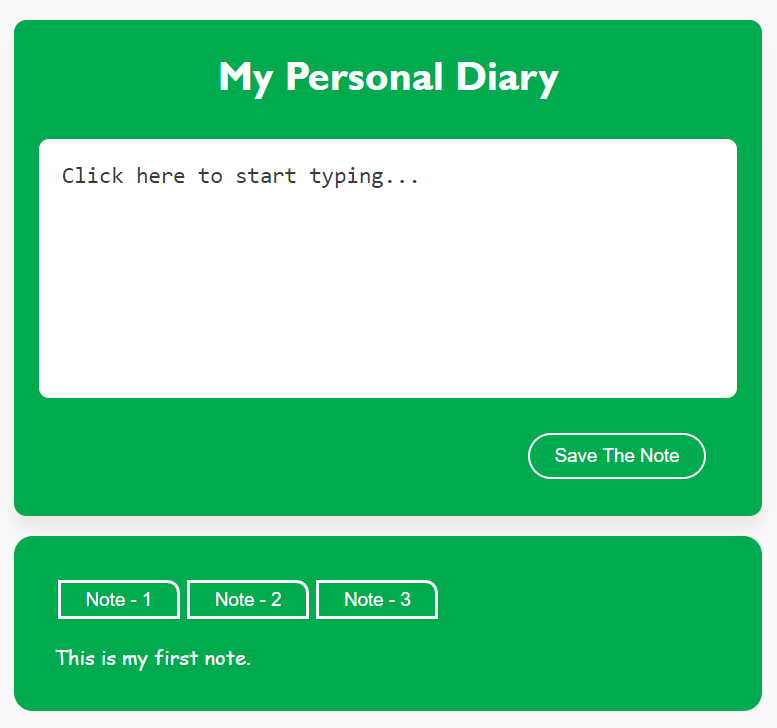 My Personal Diary
Click here to start typing...
Save The Note
Note - 1 Note - 2 Note - 3
This is my first note.